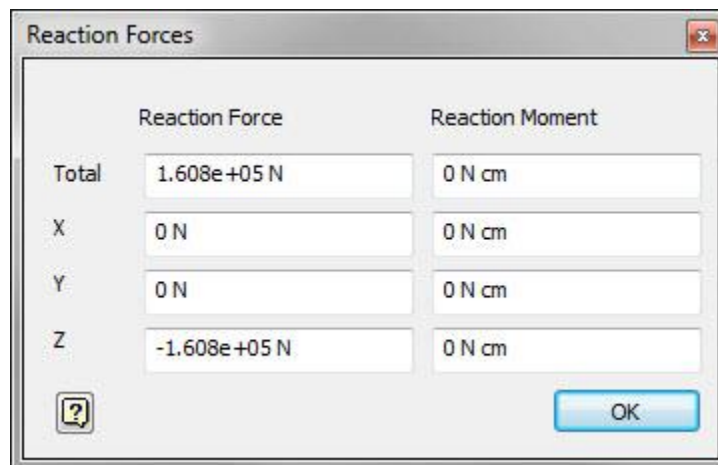 Reaction Forces
Reaction Force Reaction Moment
Total 1.608e+05 N 0 N cm
X 0 N 0 N cm
Y 0 N 0 N cm
Z -1.608e+05 N 0 N cm
? OK